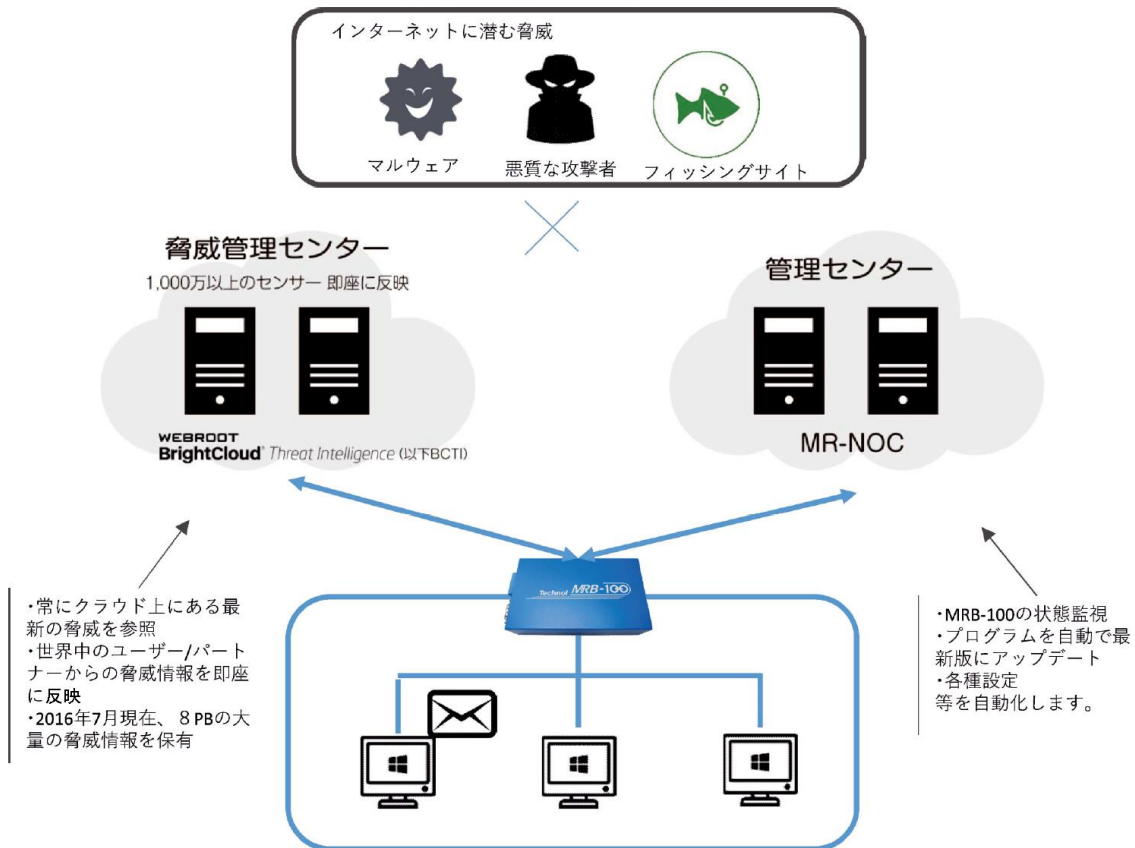 インターネットに潜む脅威
マルウェア
悪質な攻撃者
フィッシングサイト
脅威管理センター
1,000万以上のセンサー 即座に反映
WEBROOT
BrightCloud® Threat Intelligence (以下BCTI)
管理センター
MR-NOC
Technol MRB-100
・常にクラウド上にある最
新の脅威を参照
・世界中のユーザー/パート
ナーからの脅威情報を即座
に反映
・2016年7月現在、８PBの大
量の脅威情報を保有
・MRB-100の状態監視
・プログラムを自動で最
新版にアップデート
・各種設定
等を自動化します。